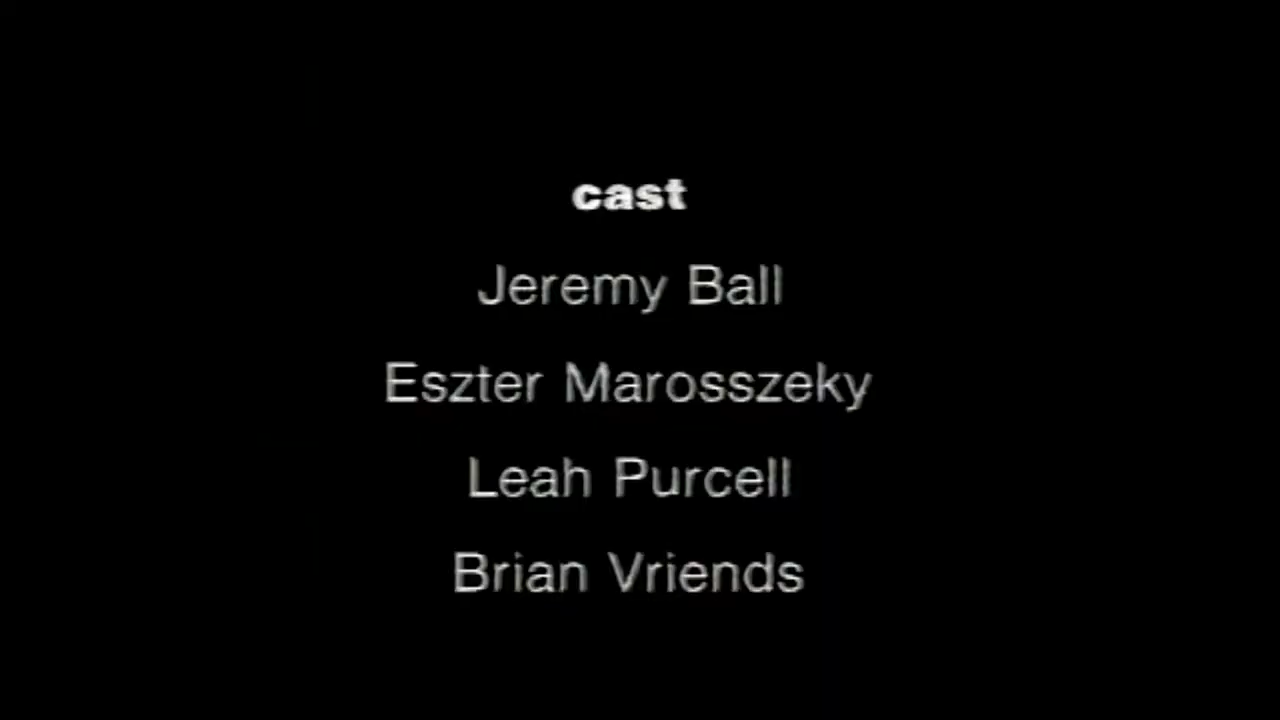 cast
Jeremy Ball
Eszter Marosszeky
Leah Purcell
Brian Vriends